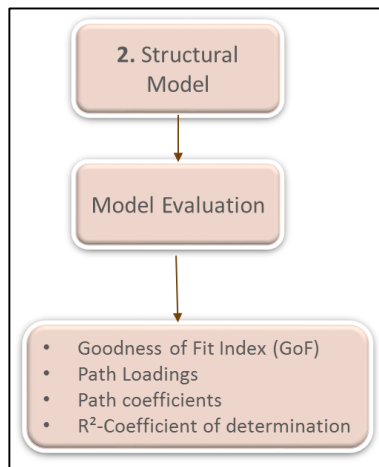 2. Structural
Model
Model Evaluation
• Goodness of Fit Index (GoF)
• Path Loadings
• Path coefficients
• R²-Coefficient of determination